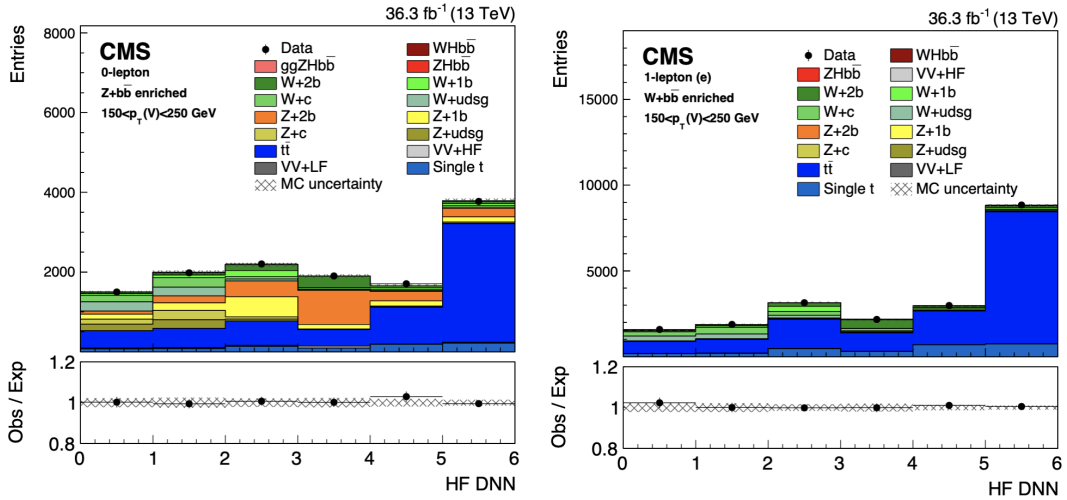 36.3 fb⁻¹ (13 TeV)
Entries
8000
6000
4000
2000
CMS
0-lepton
Z+bb̅ enriched
150<p_T(V)<250 GeV
Data
WHbb̅
ggZHbb̅
ZHbb̅
W+2b
W+1b
W+c
W+udsg
Z+2b
Z+1b
Z+c
Z+udsg
tt̅
VV+HF
VV+LF
Single t
MC uncertainty
Obs / Exp
1.2
1
0.8
0 1 2 3 4 5 6
HF DNN
36.3 fb⁻¹ (13 TeV)
Entries
15000
10000
5000
CMS
1-lepton (e)
W+bb̅ enriched
150<p_T(V)<250 GeV
Data
WHbb̅
ZHbb̅
VV+HF
W+2b
W+1b
W+c
W+udsg
Z+2b
Z+1b
Z+c
Z+udsg
tt̅
VV+LF
Single t
MC uncertainty
Obs / Exp
1.2
1
0.8
0 1 2 3 4 5 6
HF DNN